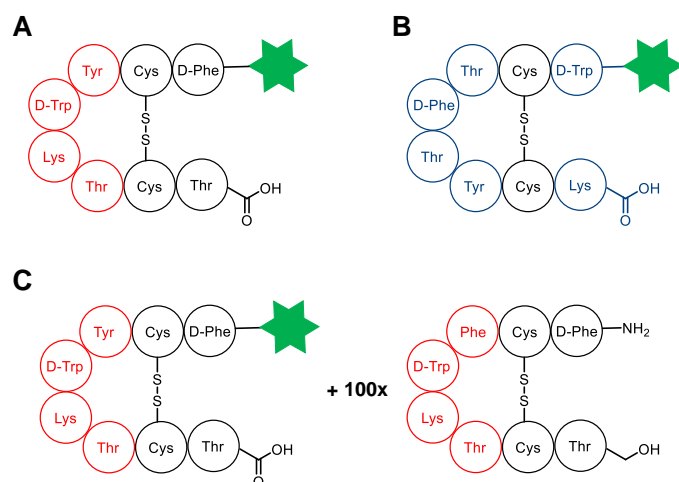 A
Tyr Cys D-Phe
D-Trp
S
S
Lys
Thr Cys Thr
OH
O
B
Thr Cys D-Trp
D-Phe
S
S
Thr
Tyr Cys Lys
OH
O
C
Tyr Cys D-Phe
D-Trp
S
S
Lys
Thr Cys Thr
OH
O
+ 100x
Phe Cys D-Phe NH₂
D-Trp
S
S
Lys
Thr Cys Thr
OH